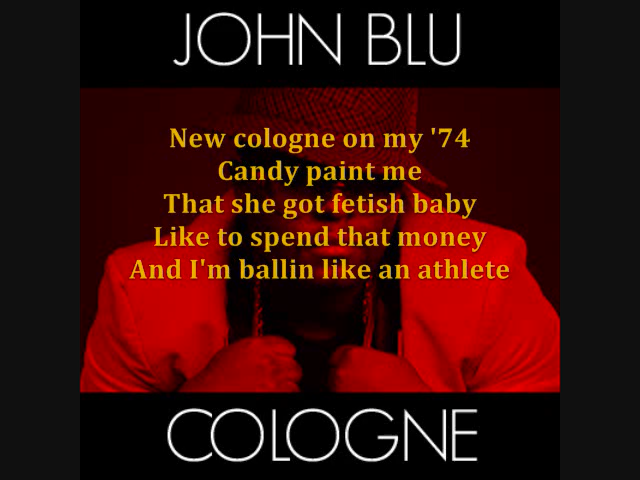 JOHN BLU
New cologne on my '74
Candy paint me
That she got fetish baby
Like to spend that money
And I'm ballin like an athlete
COLOGNE